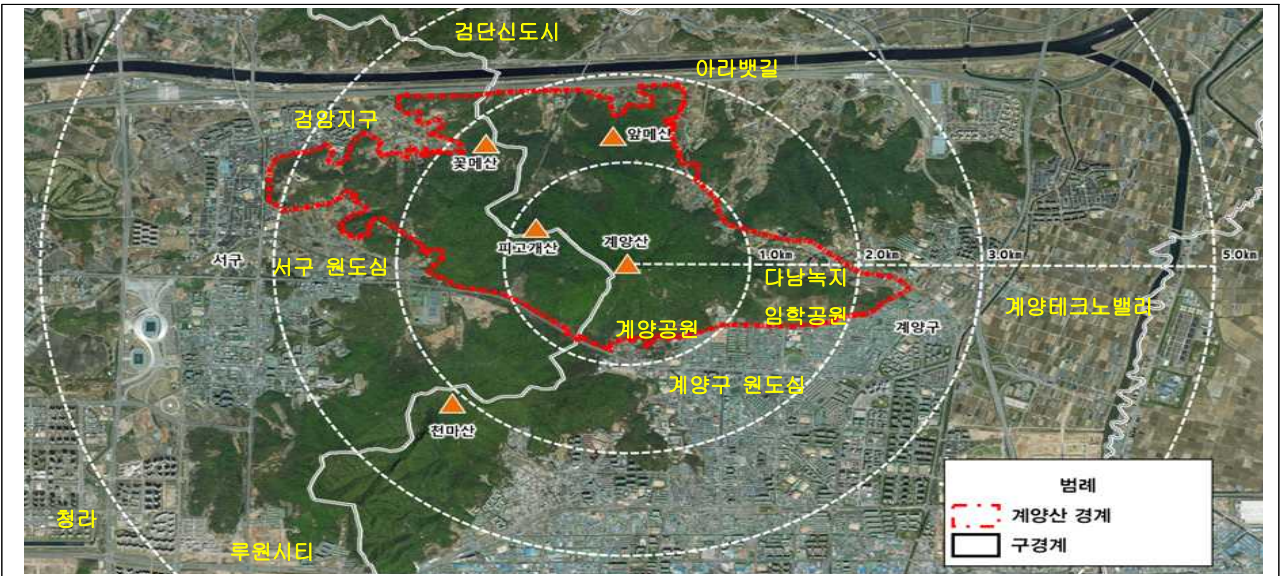 검단신도시
아라뱃길
검암지구
앞메산
꽃메산
피고개산
계양산
서구
서구 원도심
1.0km
2.0km
3.0km
5.0km
다남녹지
임학공원
계양공원
계양구
계양테크노밸리
계양구 원도심
천마산
청라
루원시티
범례
계양산 경계
구경계